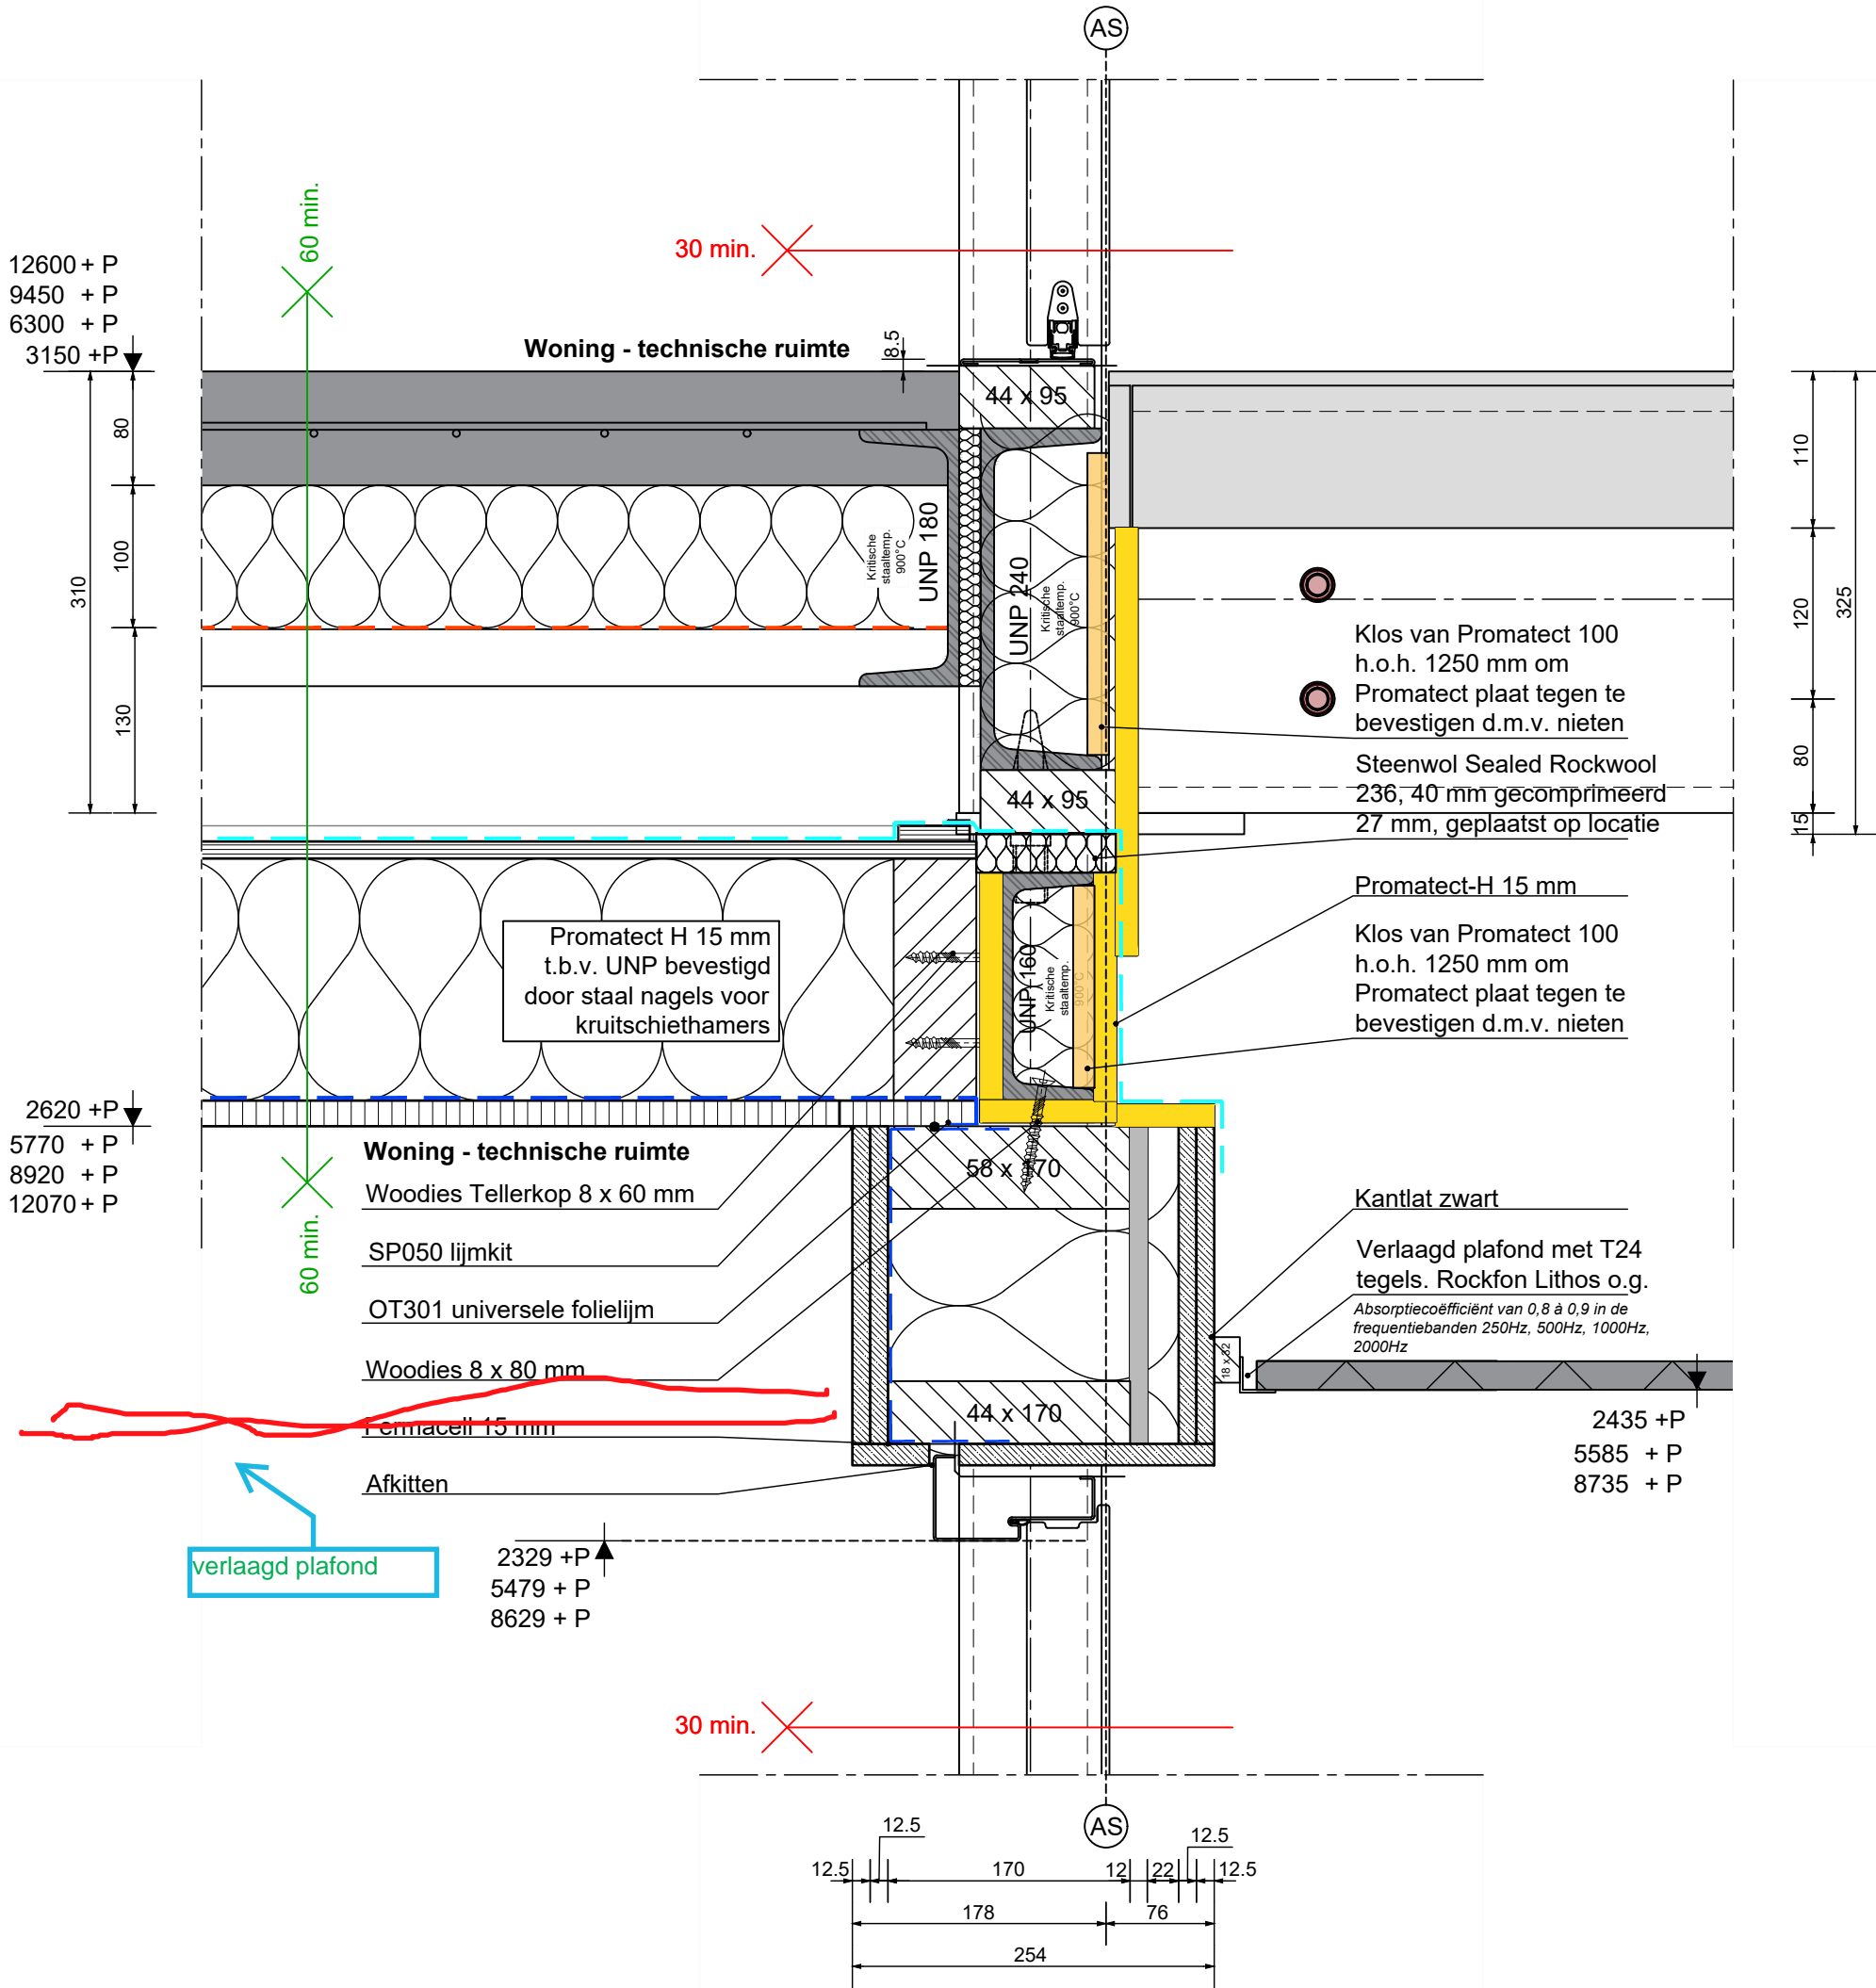 AS
60 min.
30 min.
12600 + P
9450 + P
6300 + P
3150 +P
Woning - technische ruimte
8.5
44 x 95
80
100
310
130
Kritische
staaltemp.
900°C
UNP 180
UNP 240
Kritische
staaltemp.
900°C
110
120
325
80
15
Klos van Promatect 100
h.o.h. 1250 mm om
Promatect plaat tegen te
bevestigen d.m.v. nieten
Steenwol Sealed Rockwool
236, 40 mm gecomprimeerd
27 mm, geplaatst op locatie
44 x 95
Promatect-H 15 mm
Klos van Promatect 100
h.o.h. 1250 mm om
Promatect plaat tegen te
bevestigen d.m.v. nieten
Promatect H 15 mm
t.b.v. UNP bevestigd
door staal nagels voor
kruitschiethamers
UNP 160
Kritische
staaltemp.
900°C
2620 +P
5770 + P
8920 + P
12070 + P
Woning - technische ruimte
58 x 170
Woodies Tellerkop 8 x 60 mm
SP050 lijmkit
OT301 universele folielijm
Woodies 8 x 80 mm
Fermacell 15 mm
Afkitten
60 min.
Kantlat zwart
Verlaagd plafond met T24
tegels. Rockfon Lithos o.g.
Absorptiecoëfficiënt van 0,8 à 0,9 in de
frequentiebanden 250Hz, 500Hz, 1000Hz,
2000Hz
18 x 32
44 x 170
2435 +P
5585 + P
8735 + P
verlaagd plafond
2329 +P
5479 + P
8629 + P
30 min.
AS
12.5
12.5
12.5
170
12
22
12.5
178
76
254